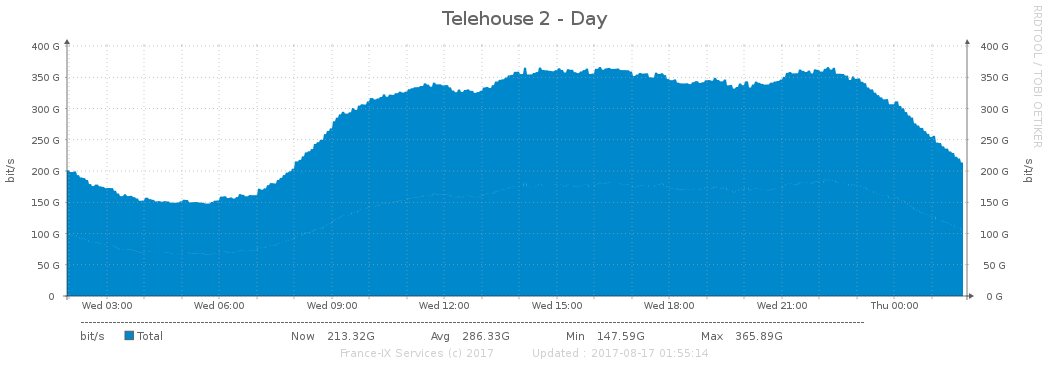 Telehouse 2 - Day
RRDTOOL / TOBI OETIKER
bit/s
400 G 400 G
350 G 350 G
300 G 300 G
250 G 250 G
200 G 200 G
150 G 150 G
100 G 100 G
50 G 50 G
0 0 G
bit/s
Wed 03:00 Wed 06:00 Wed 09:00 Wed 12:00 Wed 15:00 Wed 18:00 Wed 21:00 Thu 00:00
bit/s Total Now 213.32G Avg 286.33G Min 147.59G Max 365.89G
France-IX Services (c) 2017 Updated : 2017-08-17 01:55:14